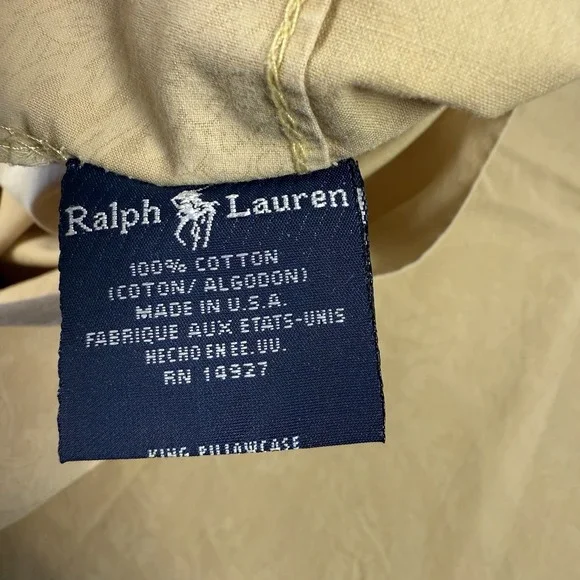 Ralph Lauren
100% COTTON
(COTON/ ALGODON)
MADE IN U.S.A.
FABRIQUE AUX ETATS-UNIS
HECHO EN EE.UU.
RN 14927
KING PILLOWCASE